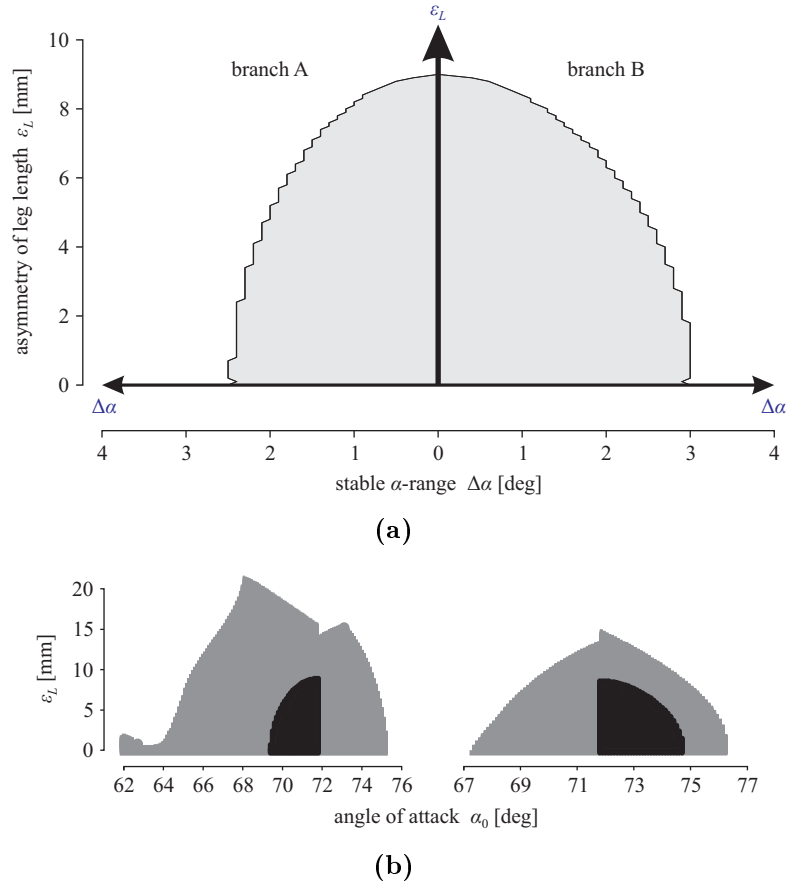 ε_L
10
branch A
branch B
8
6
4
2
0
asymmetry of leg length ε_L [mm]
Δα
Δα
4 3 2 1 0 1 2 3 4
stable α-range Δα [deg]
(a)
20
15
10
5
0
ε_L [mm]
62 64 66 68 70 72 74 76 67 69 71 73 75 77
angle of attack α₀ [deg]
(b)